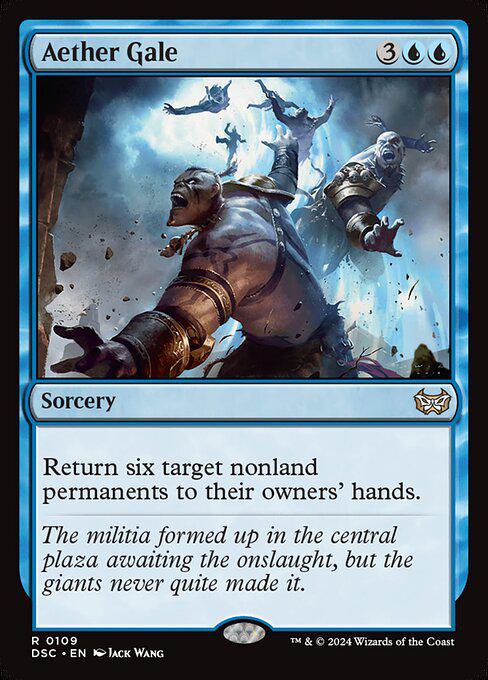 Aether Gale 3
Sorcery
Return six target nonland
permanents to their owners' hands.
The militia formed up in the central
plaza awaiting the onslaught, but the
giants never quite made it.
R 0109
DSC • EN Jack Wang
™ & © 2024 Wizards of the Coast